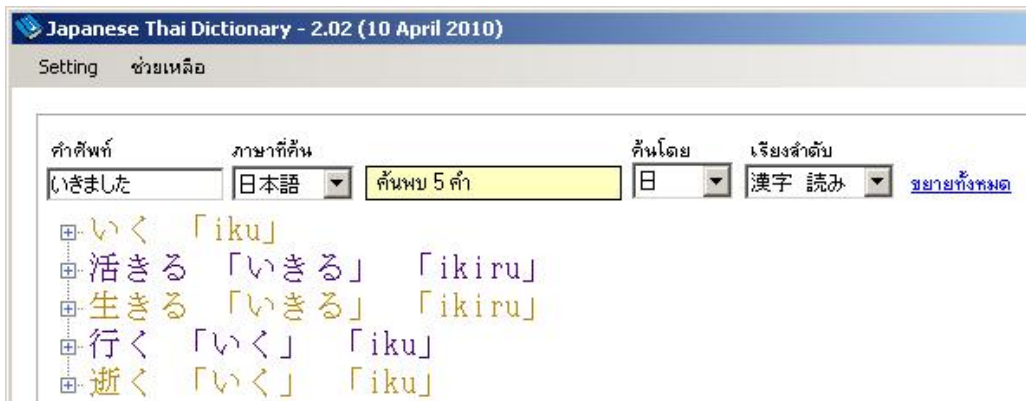 Japanese Thai Dictionary - 2.02 (10 April 2010)
Setting ช่วยเหลือ
คำศัพท์ ภาษาที่ค้น ค้นโดย เรียงลำดับ
いきました 日本語 ค้นพบ 5 คำ 日 漢字 読み ขยายทั้งหมด
いく 「iku」
活きる 「いきる」 「ikiru」
生きる 「いきる」 「ikiru」
行く 「いく」 「iku」
逝く 「いく」 「iku」